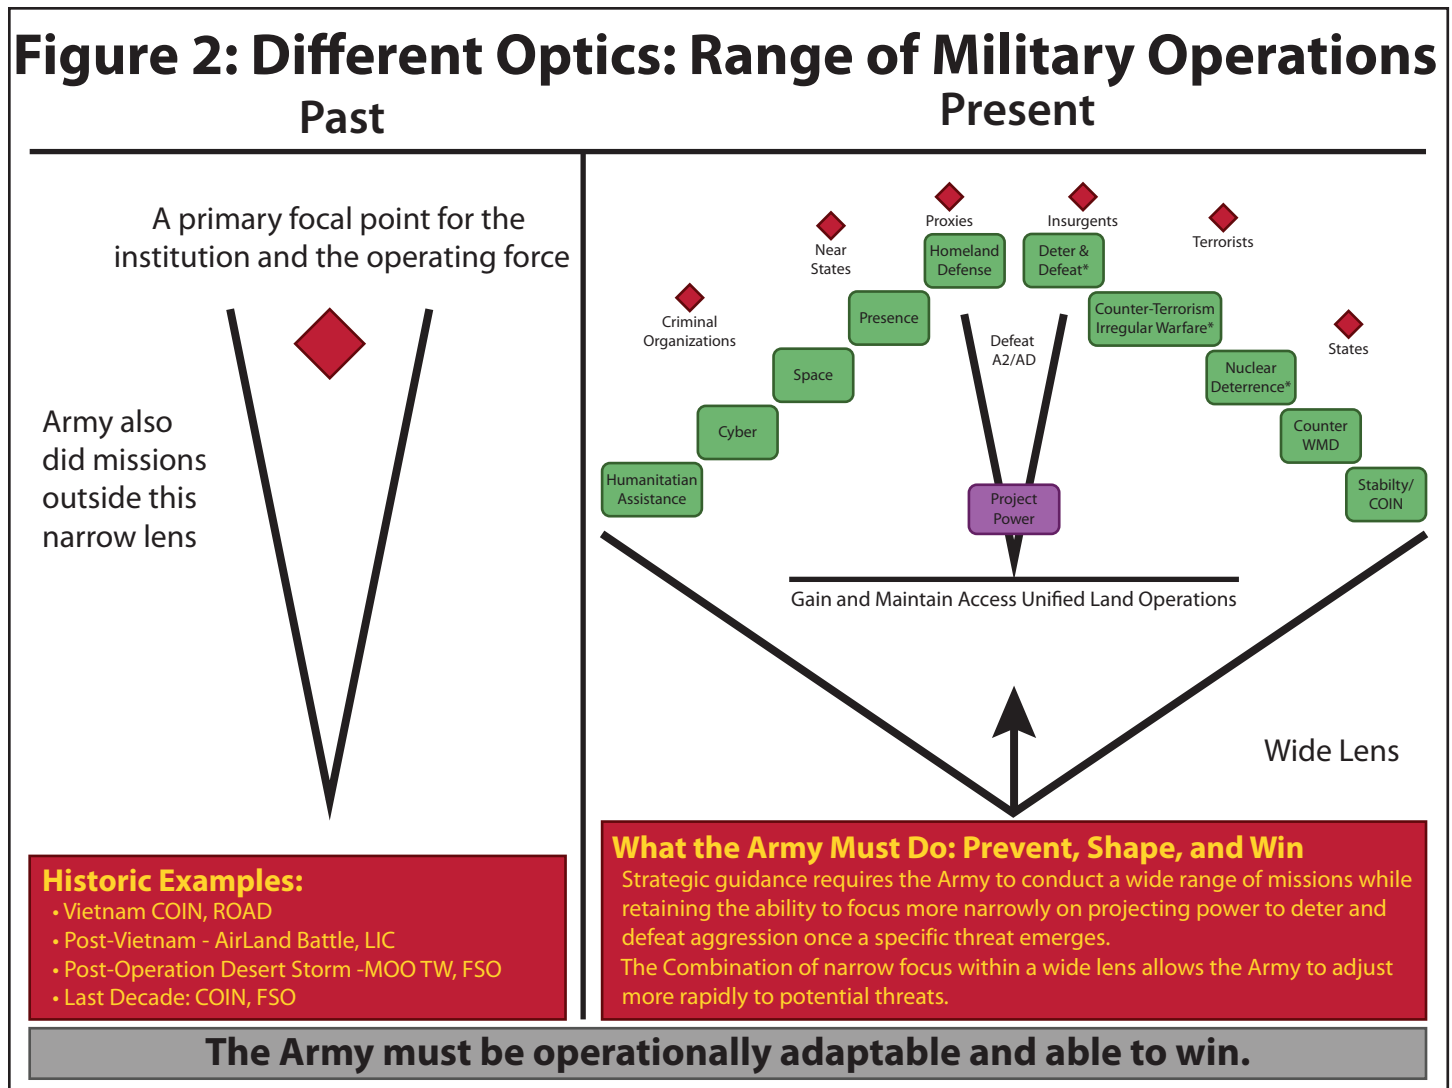 Figure 2: Different Optics: Range of Military Operations
Past
Present
A primary focal point for the
institution and the operating force
Army also
did missions
outside this
narrow lens
Historic Examples:
• Vietnam COIN, ROAD
• Post-Vietnam - AirLand Battle, LIC
• Post-Operation Desert Storm -MOO TW, FSO
• Last Decade: COIN, FSO
Criminal
Organizations
Near
States
Proxies
Insurgents
Terrorists
States
Humanitatian
Assistance
Cyber
Space
Presence
Homeland
Defense
Deter &
Defeat*
Counter-Terrorism
Irregular Warfare*
Nuclear
Deterrence*
Counter
WMD
Stabilty/
COIN
Defeat
A2/AD
Project
Power
Gain and Maintain Access Unified Land Operations
Wide Lens
What the Army Must Do: Prevent, Shape, and Win
Strategic guidance requires the Army to conduct a wide range of missions while
retaining the ability to focus more narrowly on projecting power to deter and
defeat aggression once a specific threat emerges.
The Combination of narrow focus within a wide lens allows the Army to adjust
more rapidly to potential threats.
The Army must be operationally adaptable and able to win.